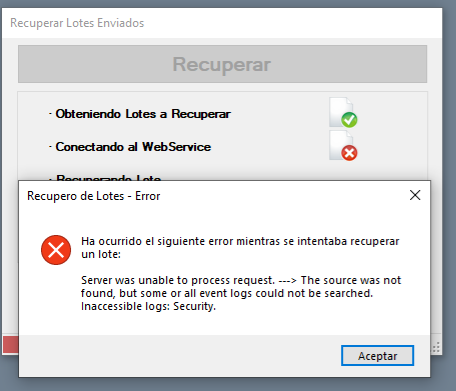 Recuperar Lotes Enviados
Recuperar
· Obteniendo Lotes a Recuperar
· Conectando al WebService
· Recuperando Lote
Recupero de Lotes - Error
Ha ocurrido el siguiente error mientras se intentaba recuperar
un lote:
Server was unable to process request. ---> The source was not
found, but some or all event logs could not be searched.
Inaccessible logs: Security.
Aceptar